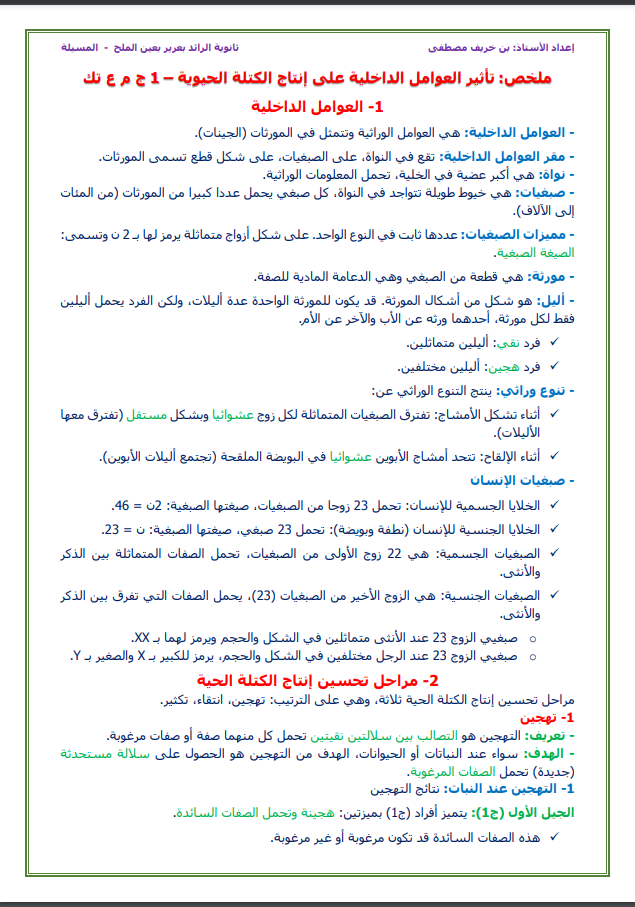 إعداد الأستاذ: بن خريف مصطفى
ثانوية الرائد بعرير بعين الملح - المسيلة
ملخص: تأثير العوامل الداخلية على إنتاج الكتلة الحيوية – 1 ج م ع تك
1- العوامل الداخلية
- العوامل الداخلية: هي العوامل الوراثية وتتمثل في المورثات (الجينات).
- مقر العوامل الداخلية: تقع في النواة، على الصبغيات، على شكل قطع تسمى المورثات.
- نواة: هي أكبر عضية في الخلية، تحمل المعلومات الوراثية.
- صبغيات: هي خيوط طويلة تتواجد في النواة، كل صبغي يحمل عددا كبيرا من المورثات (من المئات
إلى الآلاف).
- مميزات الصبغيات: عددها ثابت في النوع الواحد. على شكل أزواج متماثلة يرمز لها بـ 2 ن وتسمى:
الصيغة الصبغية.
- مورثة: هي قطعة من الصبغي وهي الدعامة المادية للصفة.
- أليل: هو شكل من أشكال المورثة. قد يكون للمورثة الواحدة عدة أليلات، ولكن الفرد يحمل أليلين
فقط لكل مورثة، أحدهما ورثه عن الأب والآخر عن الأم.
✓ فرد نقي: أليلين متماثلين.
✓ فرد هجين: أليلين مختلفين.
- تنوع وراثي: ينتج التنوع الوراثي عن:
✓ أثناء تشكل الأمشاج: تفترق الصبغيات المتماثلة لكل زوج عشوائيا وبشكل مستقل (تفترق معها
الأليلات).
✓ أثناء الإلقاح: تتحد أمشاج الأبوين عشوائيا في البويضة الملقحة (تجتمع أليلات الأبوين).
- صبغيات الإنسان
✓ الخلايا الجسمية للإنسان: تحمل 23 زوجا من الصبغيات، صيغتها الصبغية: 2ن = 46.
✓ الخلايا الجنسية للإنسان (نطفة وبويضة): تحمل 23 صبغي، صيغتها الصبغية: ن = 23.
✓ الصبغيات الجسمية: هي 22 زوج الأولى من الصبغيات، تحمل الصفات المتماثلة بين الذكر
والأنثى.
✓ الصبغيات الجنسية: هي الزوج الأخير من الصبغيات (23)، يحمل الصفات التي تفرق بين الذكر
والأنثى.
o صبغيي الزوج 23 عند الأنثى متماثلين في الشكل والحجم ويرمز لهما بـ XX.
o صبغيي الزوج 23 عند الرجل مختلفين في الشكل والحجم، يرمز للكبير بـ X والصغير بـ Y.
2- مراحل تحسين إنتاج الكتلة الحية
مراحل تحسين إنتاج الكتلة الحية ثلاثة، وهي على الترتيب: تهجين، انتقاء، تكثير.
1- تهجين
- تعريف: التهجين هو التصالب بين سلالتين نقيتين تحمل كل منهما صفة أو صفات مرغوبة.
- الهدف: سواء عند النباتات أو الحيوانات، الهدف من التهجين هو الحصول على سلالة مستحدثة
(جديدة) تحمل الصفات المرغوبة.
1- التهجين عند النبات: نتائج التهجين
الجيل الأول (ج1): يتميز أفراد (ج1) بميزتين: هجينة وتحمل الصفات السائدة.
✓ هذه الصفات السائدة قد تكون مرغوبة أو غير مرغوبة.